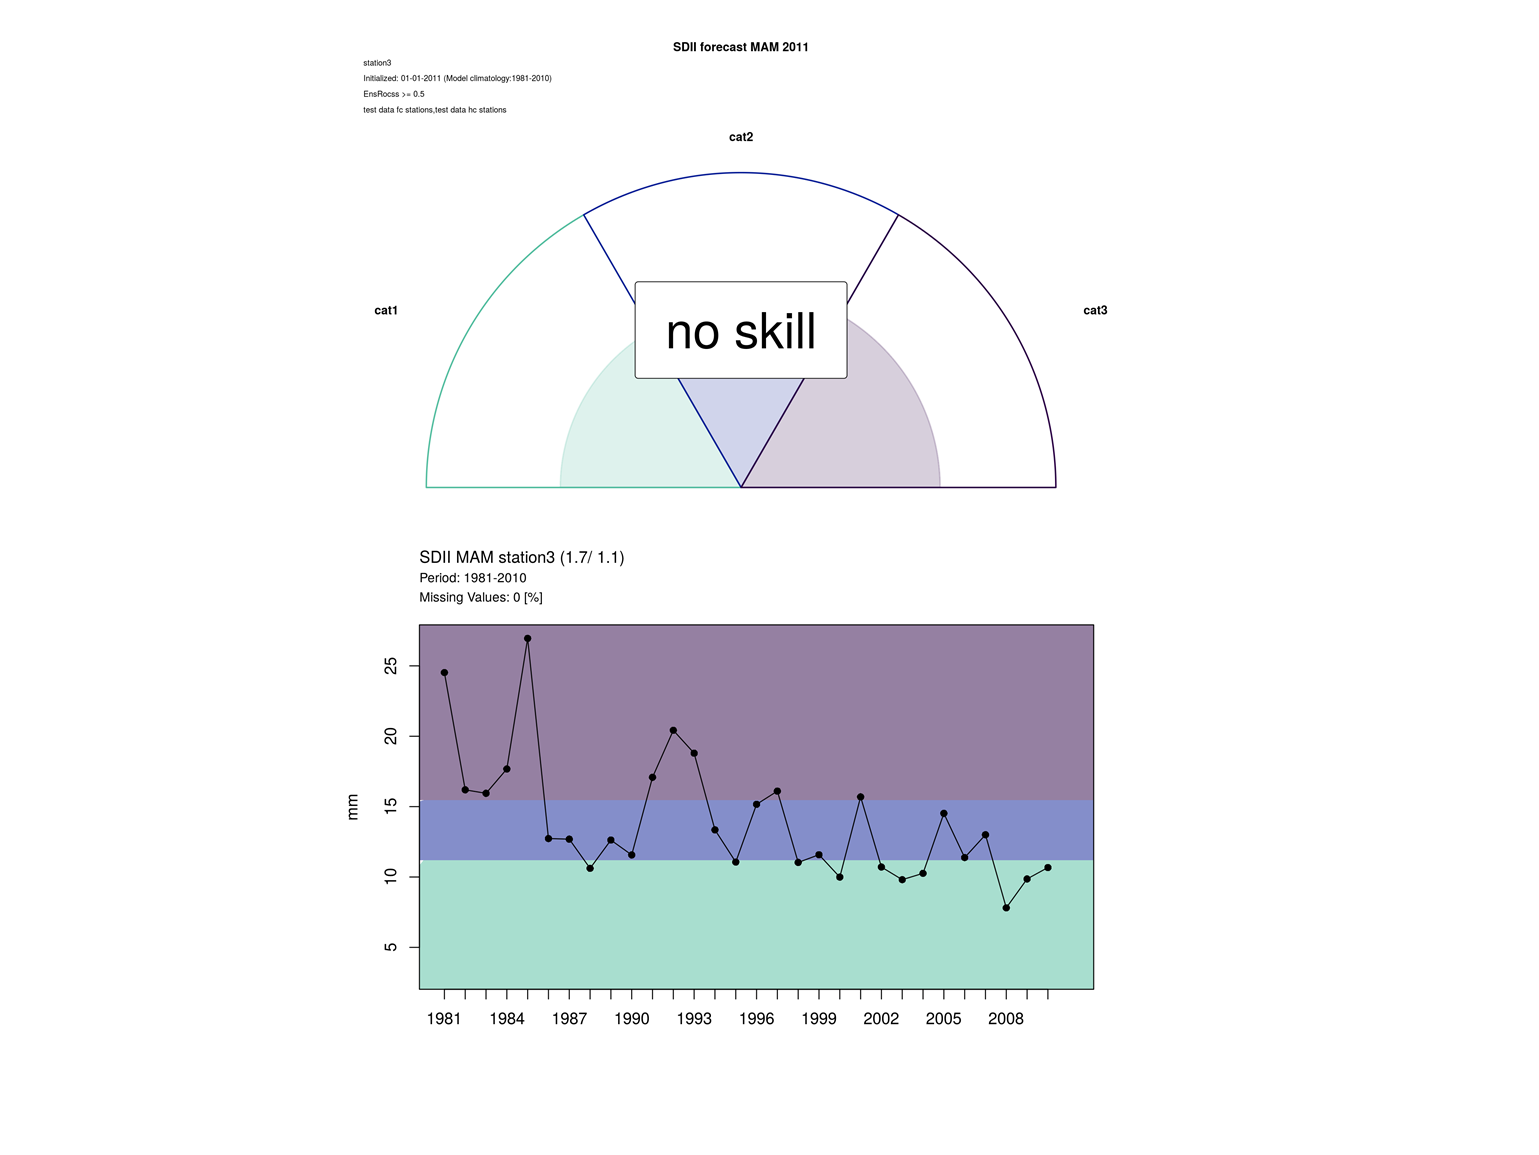 SDII forecast MAM 2011
station3
Initialized: 01-01-2011 (Model climatology:1981-2010)
EnsRocss >= 0.5
test data fc stations,test data hc stations
cat2
cat1
cat3
no skill
SDII MAM station3 (1.7/ 1.1)
Period: 1981-2010
Missing Values: 0 [%]
25
20
15
10
5
mm
1981 1984 1987 1990 1993 1996 1999 2002 2005 2008